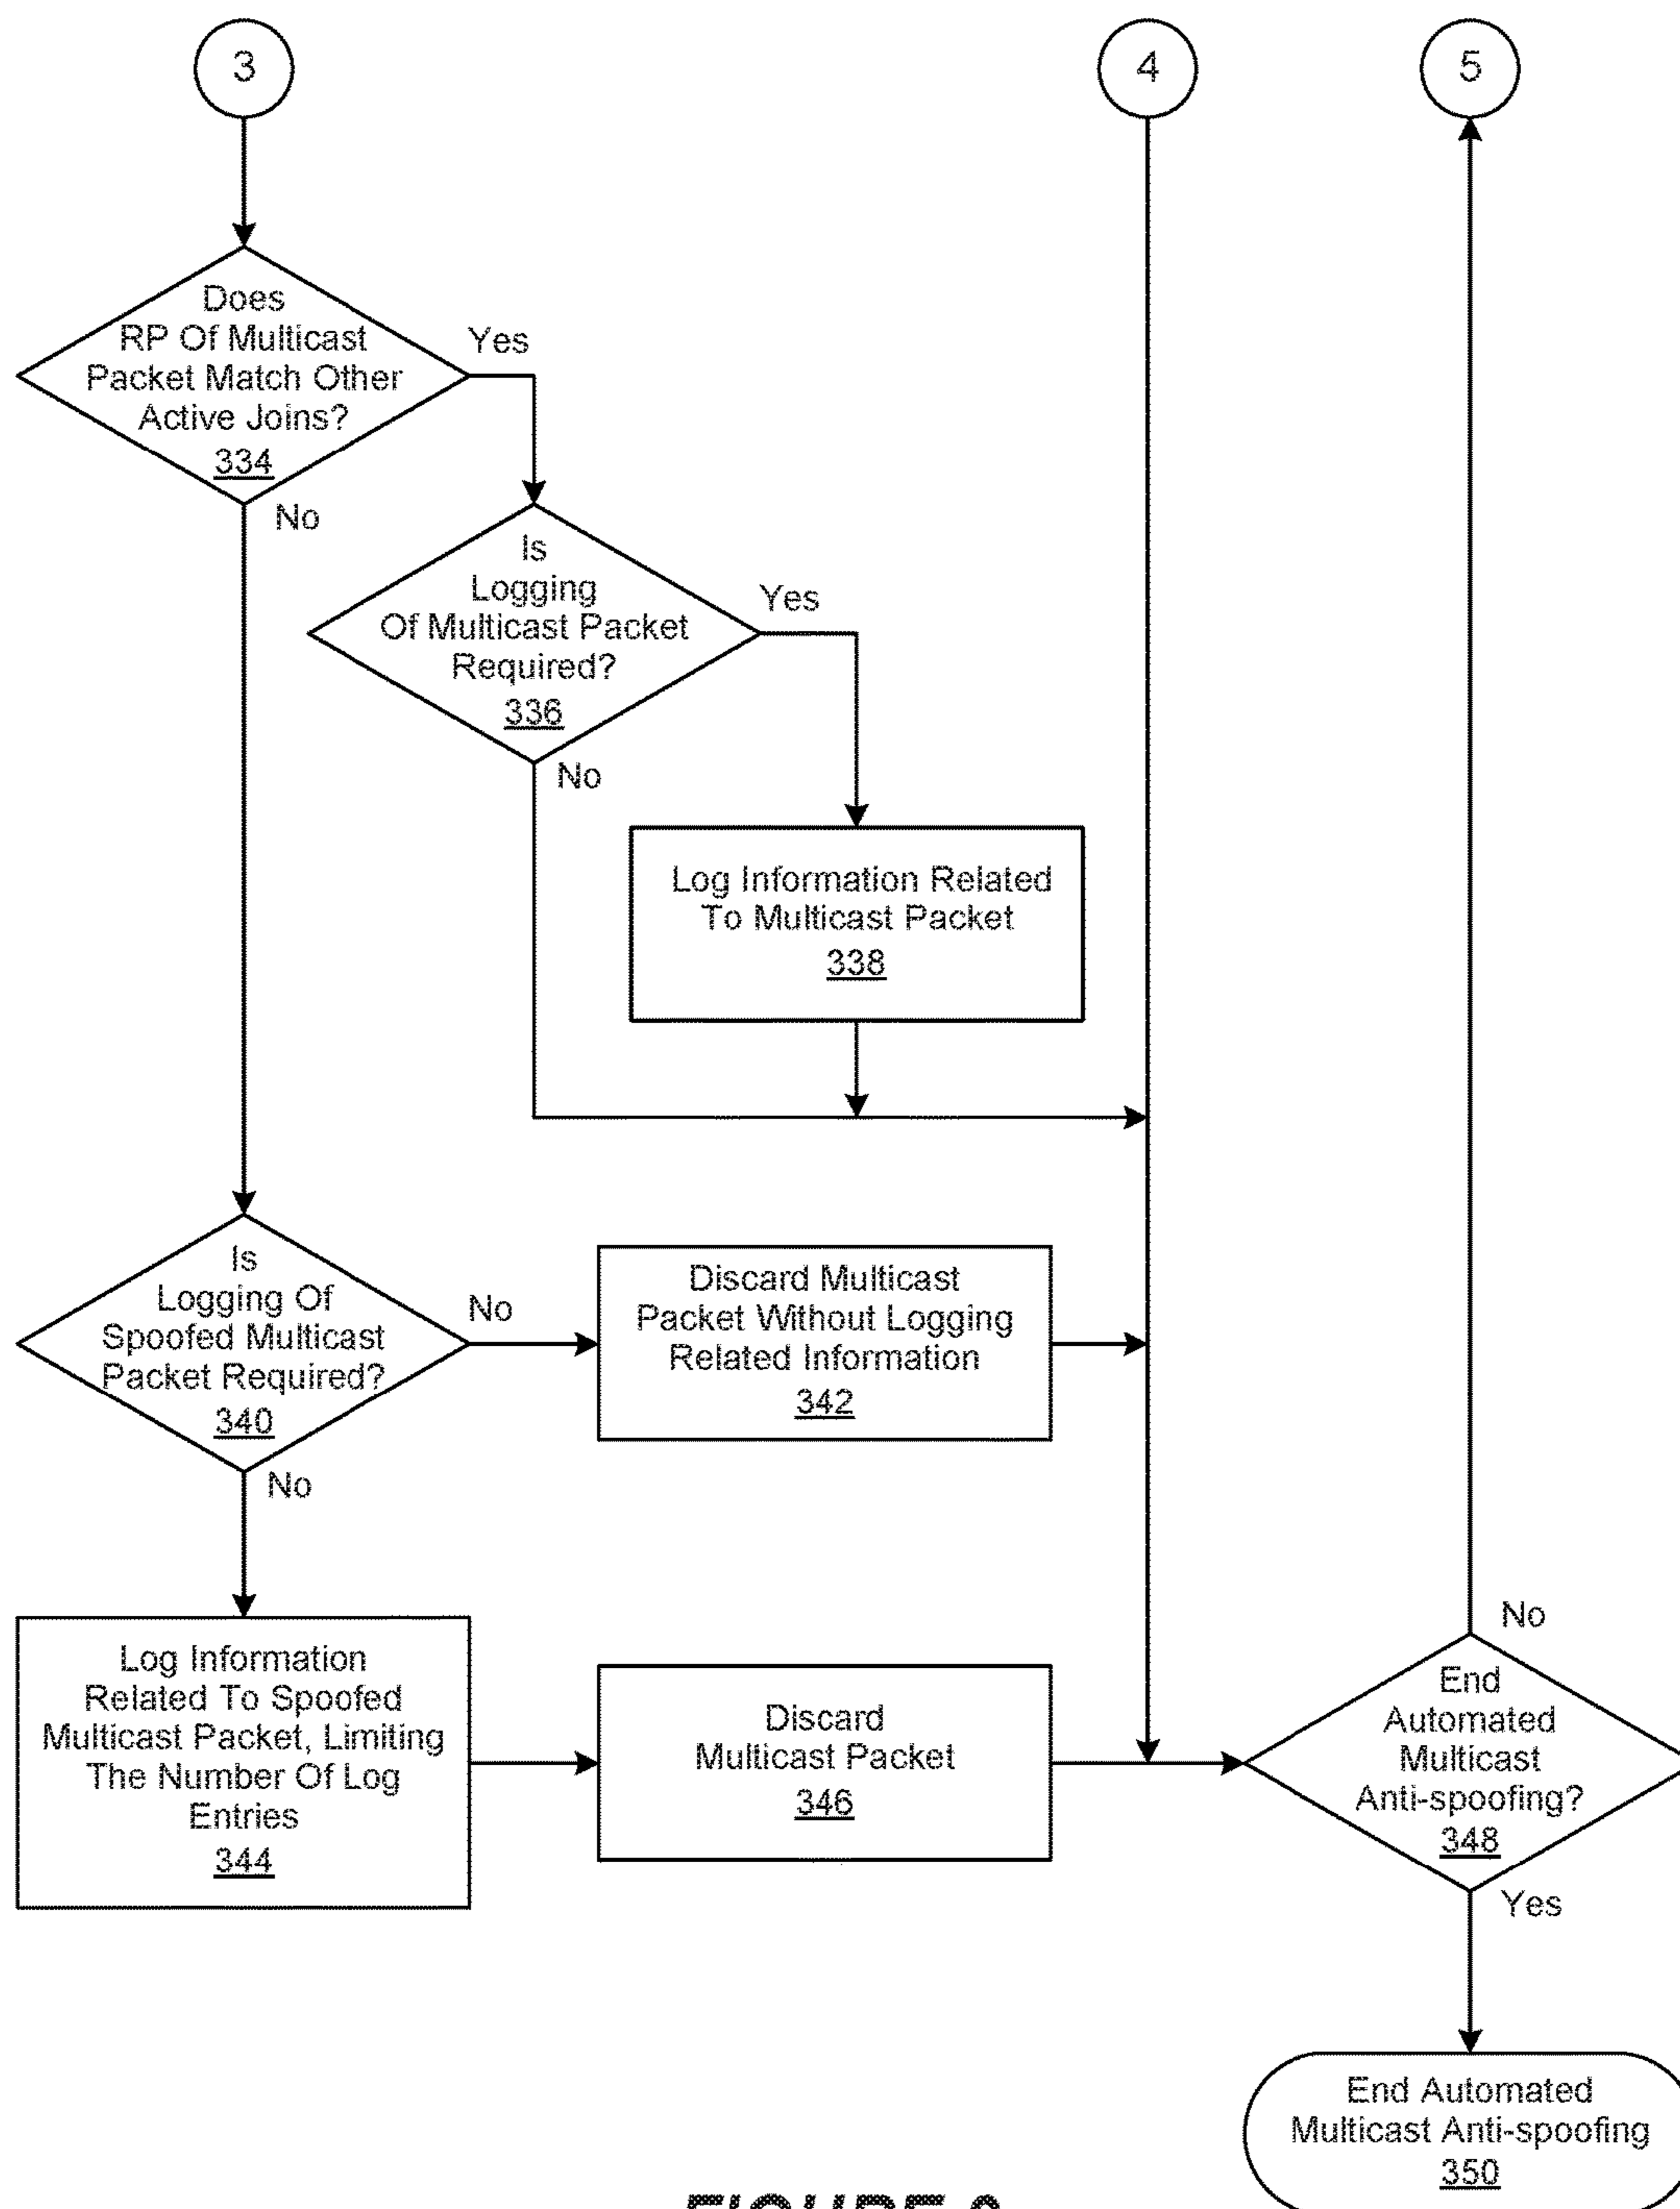 3
4
5
Does
RP Of Multicast
Packet Match Other
Active Joins?
334
Yes
No
Is
Logging
Of Multicast Packet
Required?
336
Yes
No
Log Information Related
To Multicast Packet
338
Is
Logging Of
Spoofed Multicast
Packet Required?
340
No
No
Discard Multicast
Packet Without Logging
Related Information
342
Log Information
Related To Spoofed
Multicast Packet, Limiting
The Number Of Log
Entries
344
Discard
Multicast Packet
346
No
End
Automated
Multicast
Anti-spoofing?
348
Yes
End Automated
Multicast Anti-spoofing
350
FIGURE